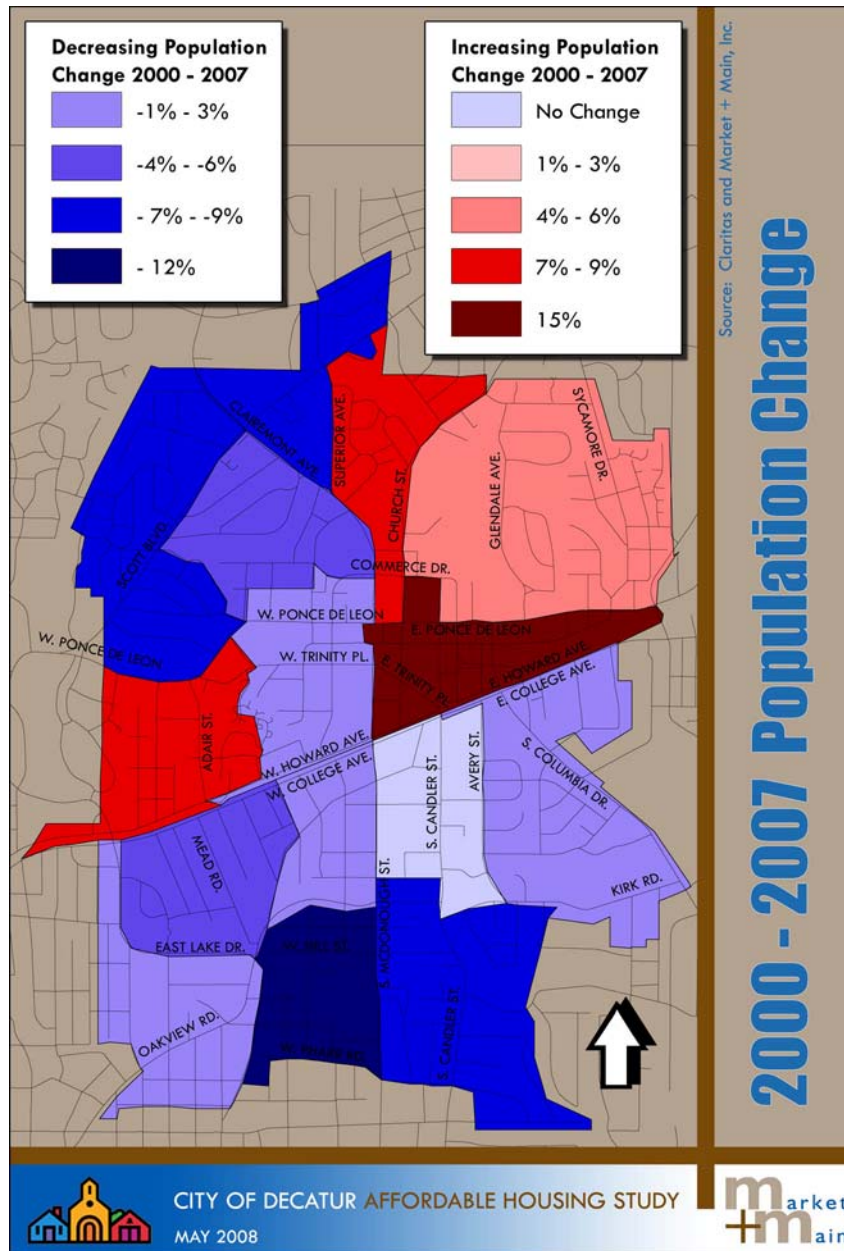 Decreasing Population
Change 2000 - 2007
-1% - 3%
-4% - -6%
- 7% - -9%
- 12%
Increasing Population
Change 2000 - 2007
No Change
1% - 3%
4% - 6%
7% - 9%
15%
Source: Claritas and Market + Main, Inc.
2000 - 2007 Population Change
CLAIREMONT AVE.
SUPERIOR AVE.
CHURCH ST.
GLENDALE AVE.
SYCAMORE DR.
SCOTT BLVD.
COMMERCE DR.
W. PONCE DE LEON
E. PONCE DE LEON
W. PONCE DE LEON
W. TRINITY PL.
E. TRINITY PL.
E. HOWARD AVE.
E. COLLEGE AVE.
ADAIR ST.
W. HOWARD AVE.
W. COLLEGE AVE.
S. CANDLER ST.
AVERY ST.
S. COLUMBIA DR.
MEAD RD.
KIRK RD.
S. MCDONOUGH ST.
EAST LAKE DR.
OAKVIEW RD.
S. CANDLER ST.
CITY OF DECATUR AFFORDABLE HOUSING STUDY
MAY 2008
market
+main